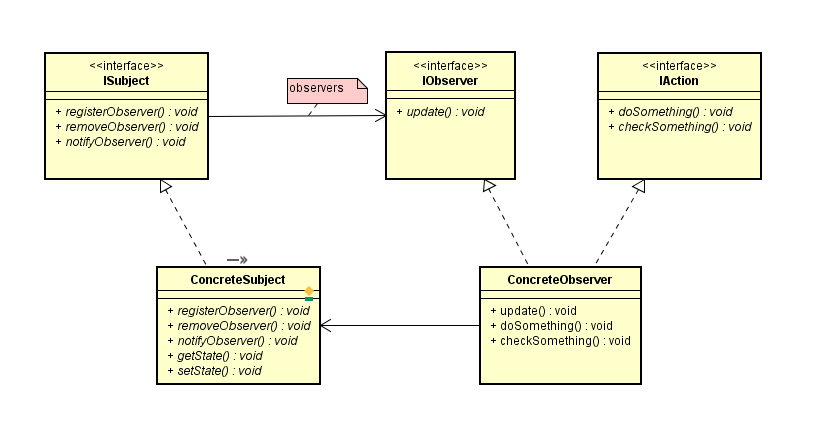 <<interface>>
ISubject
+ registerObserver() : void
+ removeObserver() : void
+ notifyObserver() : void
observers
<<interface>>
IObserver
+ update() : void
<<interface>>
IAction
+ doSomething() : void
+ checkSomething() : void
ConcreteSubject
+ registerObserver() : void
+ removeObserver() : void
+ notifyObserver() : void
+ getState() : void
+ setState() : void
ConcreteObserver
+ update() : void
+ doSomething() : void
+ checkSomething() : void